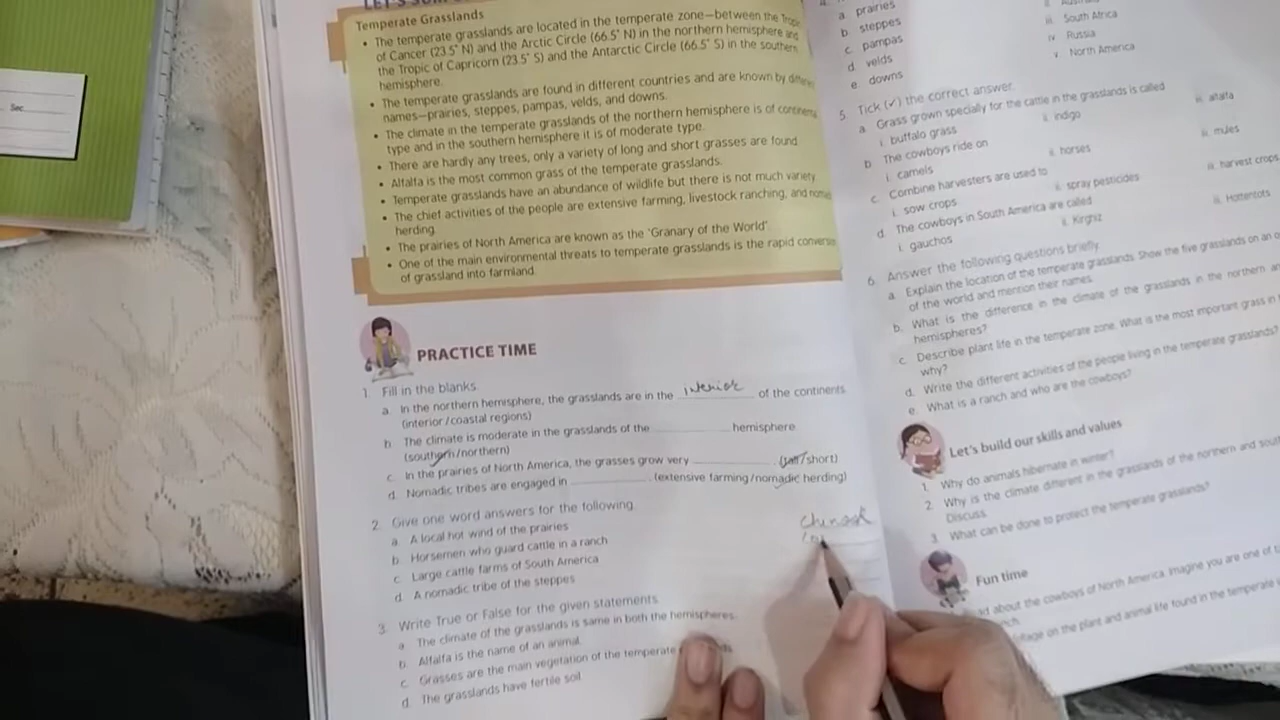 Sec.
Temperate Grasslands
• The temperate grasslands are located in the temperate zone—between the Tropic
of Cancer (23.5° N) and the Arctic Circle (66.5° N) in the northern hemisphere and
the Tropic of Capricorn (23.5° S) and the Antarctic Circle (66.5° S) in the southern
hemisphere.
• The temperate grasslands are found in different countries and are known by
names—prairies, steppes, pampas, velds, and downs.
• The climate in the temperate grasslands of the northern hemisphere is of
type and in the southern hemisphere it is of moderate type.
• There are hardly any trees, only a variety of long and short grasses are found.
• Alfalfa is the most common grass of the temperate grasslands.
• Temperate grasslands have an abundance of wildlife but there is not much variety.
• The chief activities of the people are extensive farming, livestock ranching, and
herding.
• The prairies of North America are known as the 'Granary of the World'.
• One of the main environmental threats to temperate grasslands is the rapid
of grassland into farmland.
PRACTICE TIME
1. Fill in the blanks.
a. In the northern hemisphere, the grasslands are in the interior of the continents.
(interior/coastal regions)
b. The climate is moderate in the grasslands of the hemisphere.
(southern/northern)
c. In the prairies of North America, the grasses grow very (tall/short)
d. Nomadic tribes are engaged in (extensive farming/nomadic herding)
2. Give one word answers for the following.
a. A local hot wind of the prairies
b. Horsemen who guard cattle in a ranch
c. Large cattle farms of South America
d. A nomadic tribe of the steppes
3. Write True or False for the given statements.
a. The climate of the grasslands is same in both the hemispheres.
b. Alfalfa is the name of an animal.
c. Grasses are the main vegetation of the temperate
d. The grasslands have fertile soil.
a. prairies
b. steppes iii. South Africa
c. pampas iv. Russia
d. velds v. North America
e. downs
5. Tick (✓) the correct answer.
a. Grass grown specially for the cattle in the grasslands is called
i. buffalo grass ii. indigo iii. alfalfa
b. The cowboys ride on
i. camels ii. horses iii. mules
c. Combine harvesters are used to
i. sow crops ii. spray pesticides iii. harvest crops
d. The cowboys in South America are called
i. gauchos ii. Kirghiz iii. Hottentots
6. Answer the following questions briefly.
a. Explain the location of the temperate grasslands. Show the five grasslands on an
of the world and mention their names.
b. What is the difference in the climate of the grasslands in the northern
hemispheres?
c. Describe plant life in the temperate zone. What is the most important grass in
why?
d. Write the different activities of the people living in the temperate grasslands?
e. What is a ranch and who are the cowboys?
Let's build our skills and values
1. Why do animals hibernate in winter?
2. Why is the climate different in the grasslands of the northern and
Discuss.
3. What can be done to protect the temperate grasslands?
Fun time
about the cowboys of North America. Imagine you are one of
on the plant and animal life found in the temperate